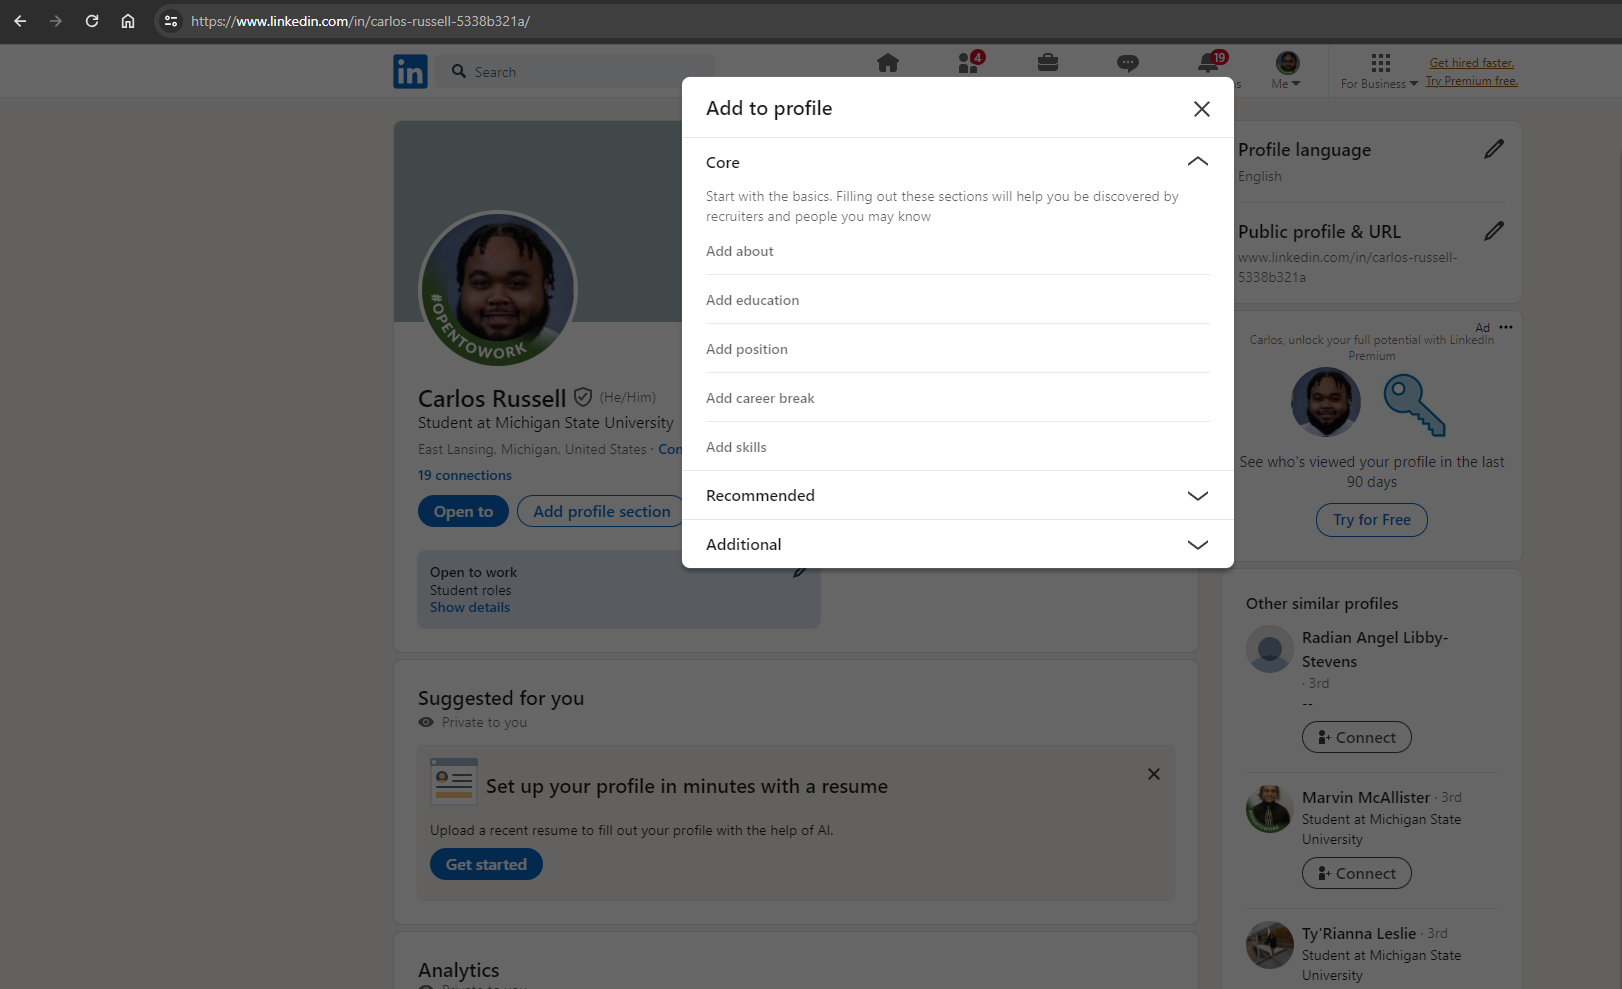 https://www.linkedin.com/in/carlos-russell-5338b321a/
in
Search
4
19
Me
For Business
Get hired faster.
Try Premium free.
Add to profile
Core
Start with the basics. Filling out these sections will help you be discovered by
recruiters and people you may know
Add about
Add education
Add position
Add career break
Add skills
Recommended
Additional
#OPENTOWORK
Carlos Russell (He/Him)
Student at Michigan State University
East Lansing, Michigan, United States · Con
19 connections
Open to
Add profile section
Open to work
Student roles
Show details
Suggested for you
Private to you
Set up your profile in minutes with a resume
Upload a recent resume to fill out your profile with the help of AI.
Get started
Analytics
Private to you
Profile language
English
Public profile & URL
www.linkedin.com/in/carlos-russell-
5338b321a
Ad
Carlos, unlock your full potential with LinkedIn
Premium
See who's viewed your profile in the last
90 days
Try for Free
Other similar profiles
Radian Angel Libby-
Stevens
· 3rd
--
Connect
Marvin McAllister · 3rd
Student at Michigan State
University
Connect
Ty'Rianna Leslie · 3rd
Student at Michigan State
University